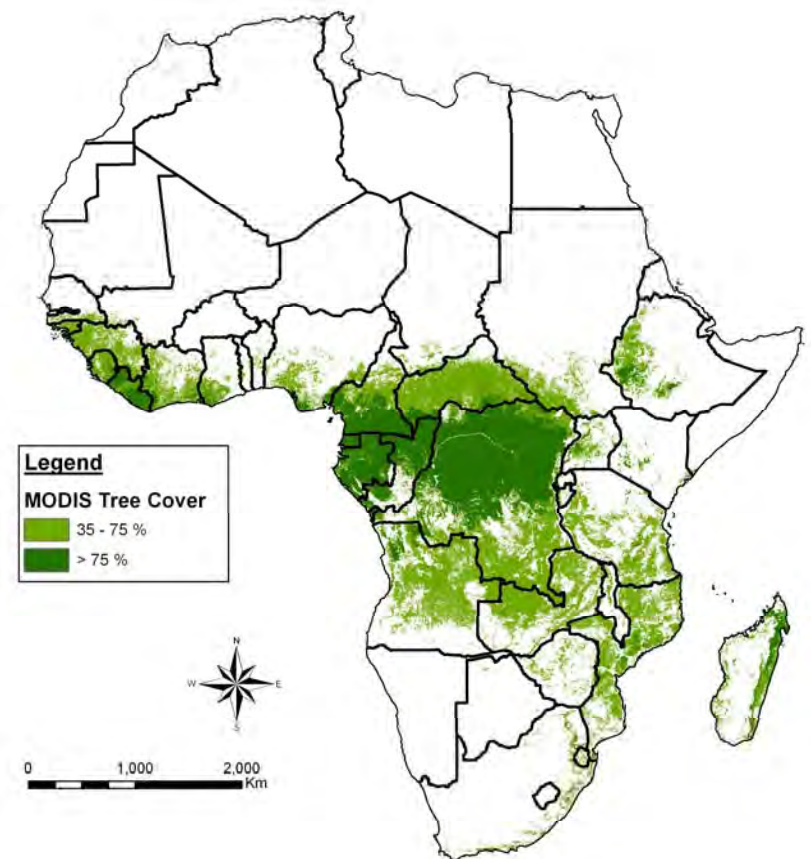 Legend
MODIS Tree Cover
35 - 75 %
> 75 %
N
W E
S
0 1,000 2,000
Km